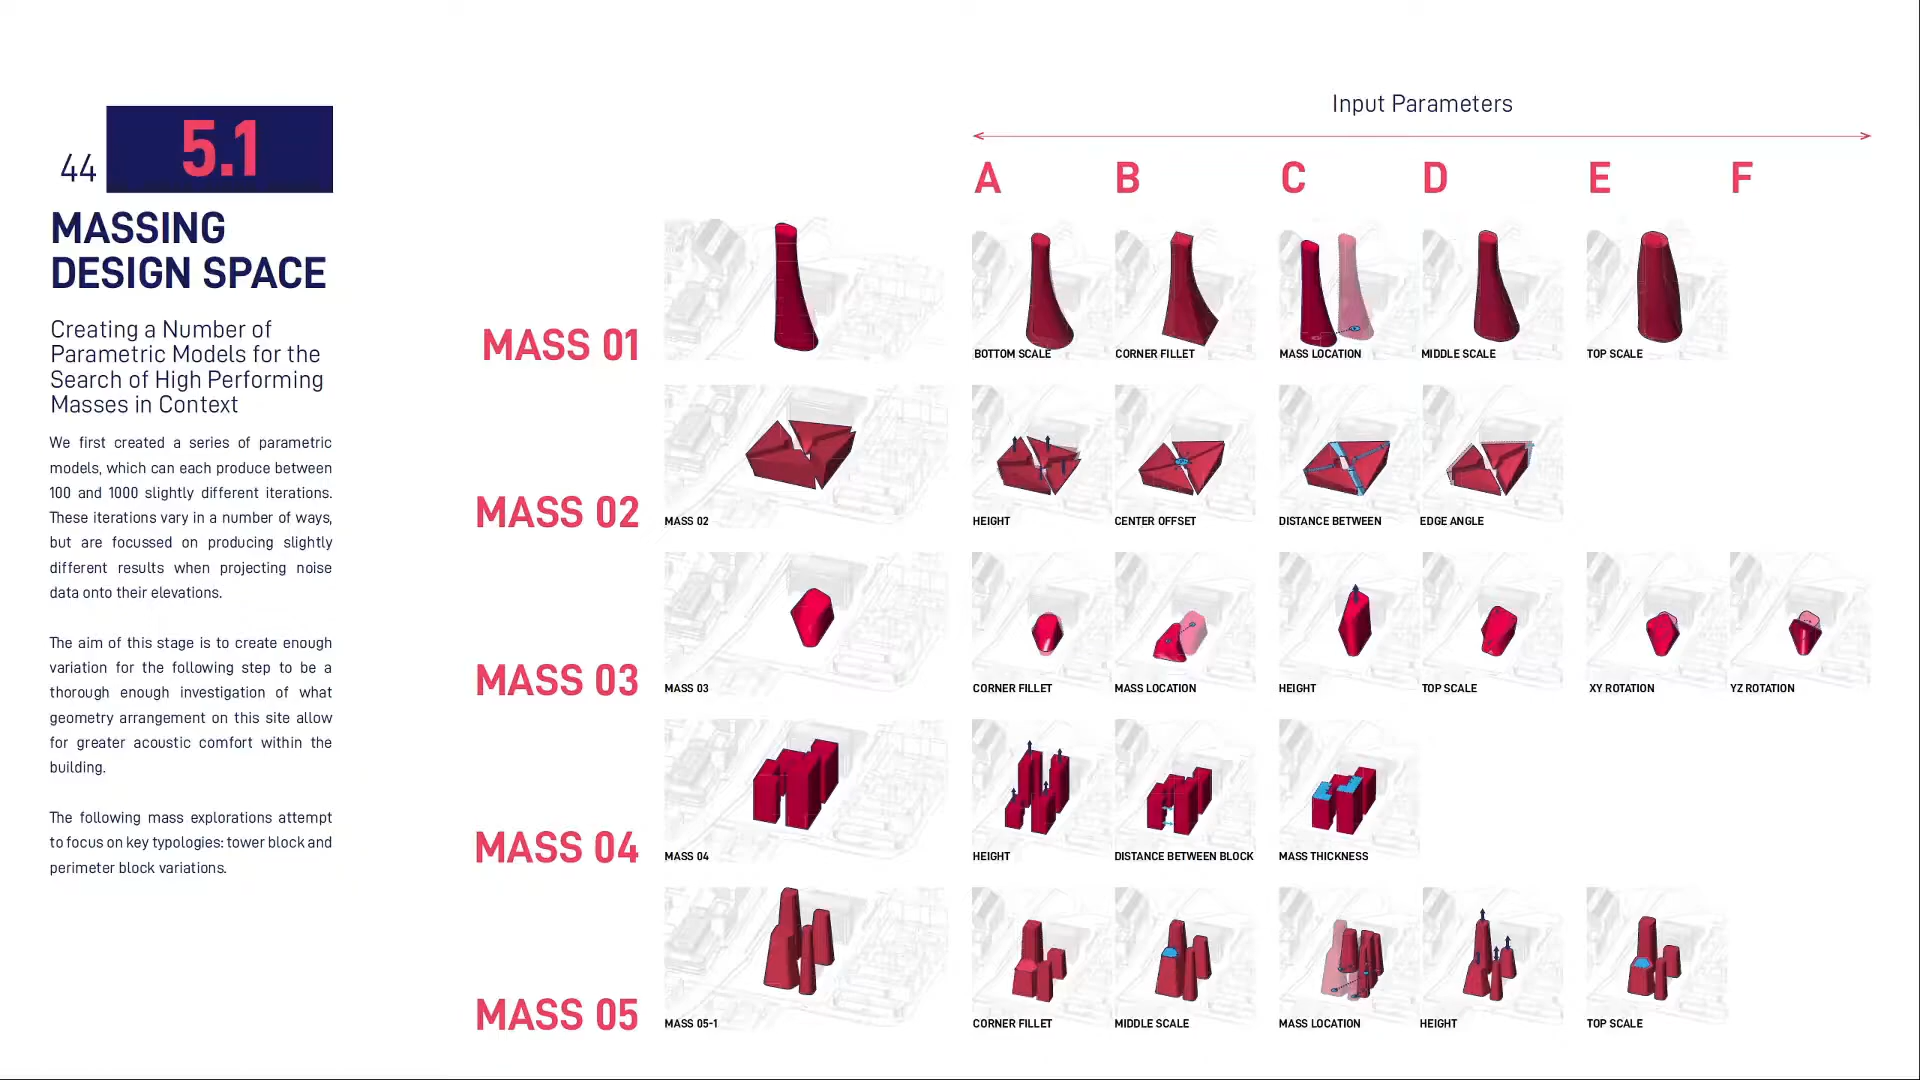 44
5.1
MASSING
DESIGN SPACE
Creating a Number of
Parametric Models for the
Search of High Performing
Masses in Context
We first created a series of parametric
models, which can each produce between
100 and 1000 slightly different iterations.
These iterations vary in a number of ways,
but are focussed on producing slightly
different results when projecting noise
data onto their elevations.
The aim of this stage is to create enough
variation for the following step to be a
thorough enough investigation of what
geometry arrangement on this site allow
for greater acoustic comfort within the
building.
The following mass explorations attempt
to focus on key typologies: tower block and
perimeter block variations.
Input Parameters
A B C D E F
MASS 01
BOTTOM SCALE CORNER FILLET MASS LOCATION MIDDLE SCALE TOP SCALE
MASS 02
MASS 02 HEIGHT CENTER OFFSET DISTANCE BETWEEN EDGE ANGLE
MASS 03
MASS 03 CORNER FILLET MASS LOCATION HEIGHT TOP SCALE XY ROTATION YZ ROTATION
MASS 04
MASS 04 HEIGHT DISTANCE BETWEEN BLOCK MASS THICKNESS
MASS 05
MASS 05-1 CORNER FILLET MIDDLE SCALE MASS LOCATION HEIGHT TOP SCALE